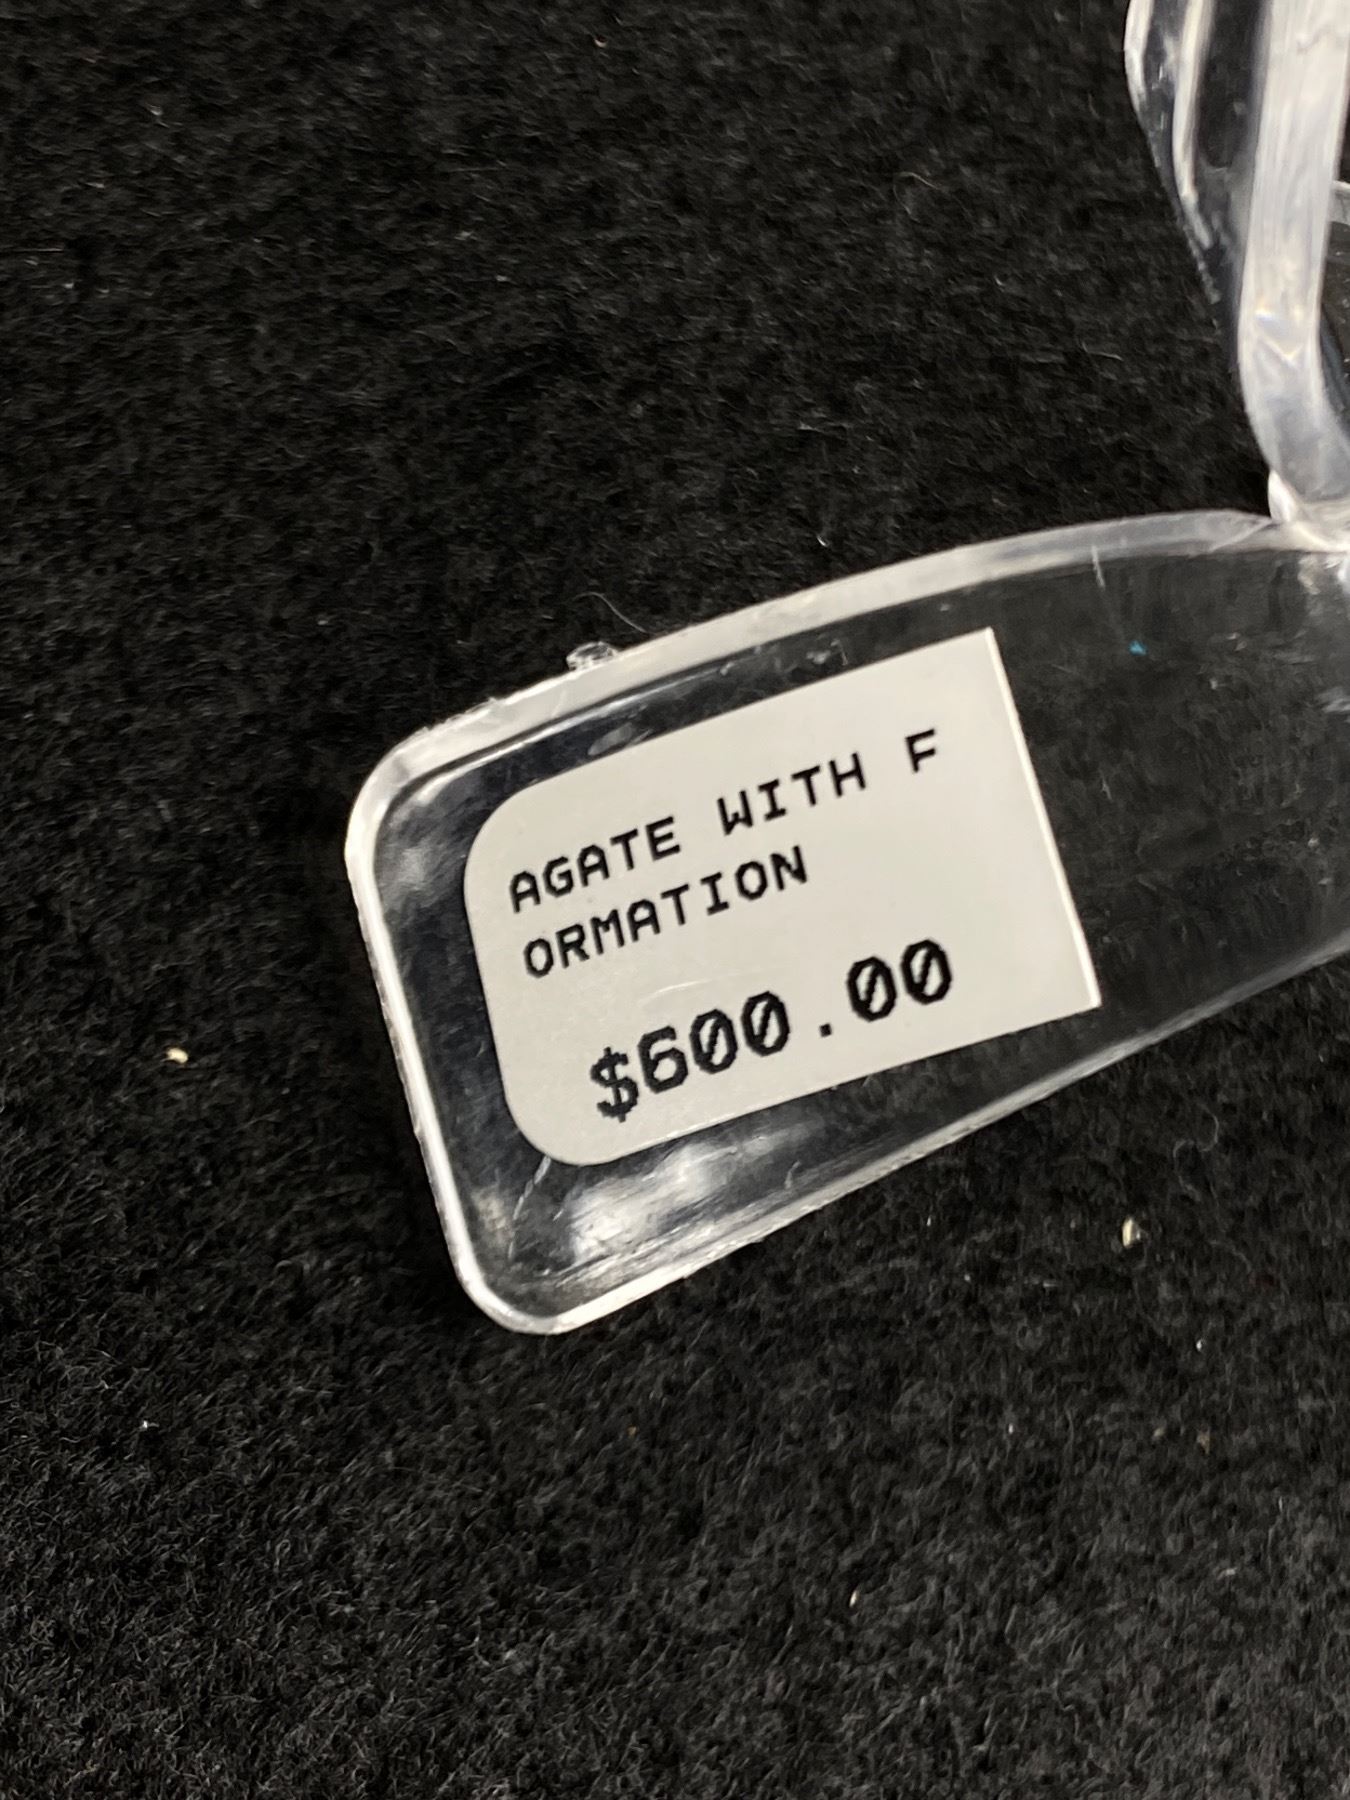 AGATE WITH F
ORMATION
$600.00